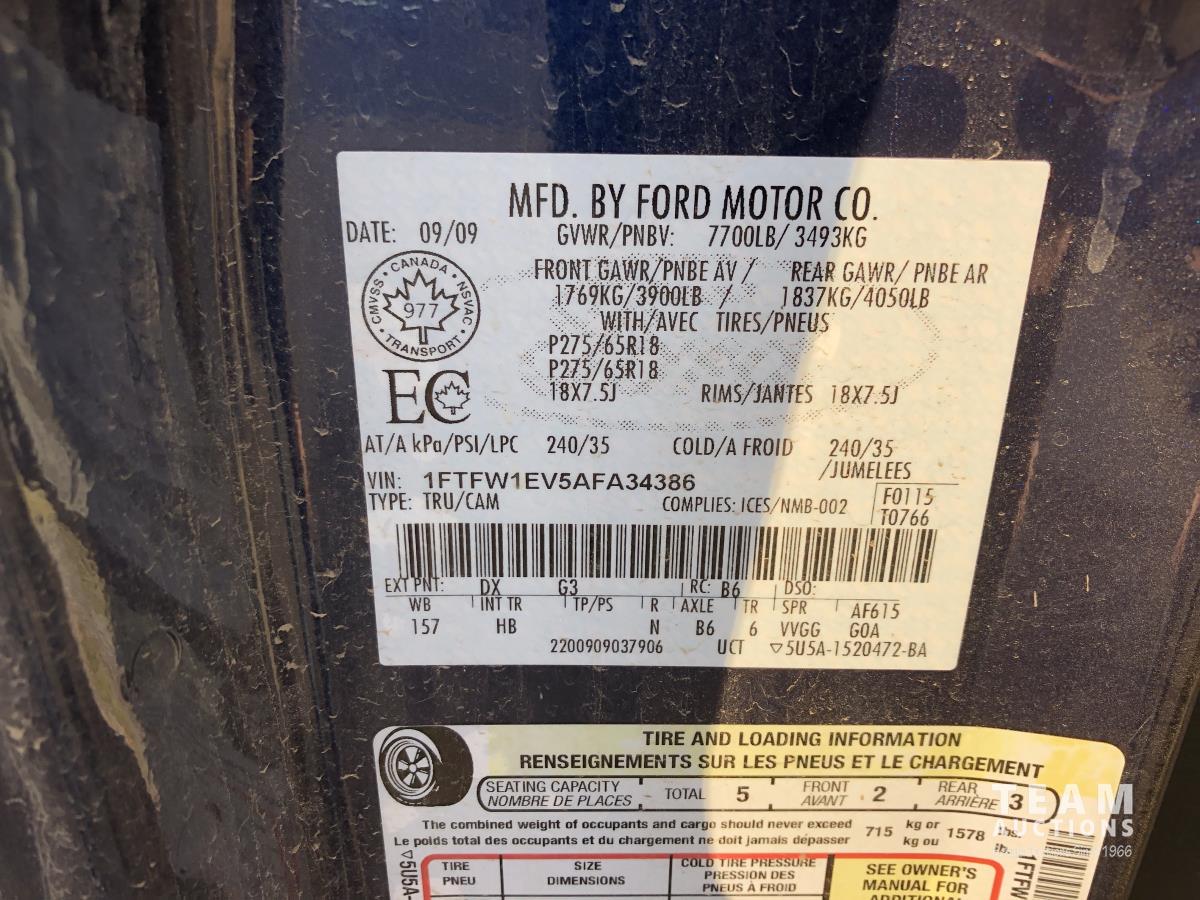 MFD. BY FORD MOTOR CO.
DATE: 09/09 GVWR/PNBV: 7700LB/ 3493KG
FRONT GAWR/PNBE AV / REAR GAWR/ PNBE AR
1769KG/3900LB / 1837KG/4050LB
WITH/AVEC TIRES/PNEUS
CANADA
CMVSS NSVAC
977
TRANSPORT
P275/65R18
P275/65R18
18X7.5J RIMS/JANTES 18X7.5J
EC
AT/A kPa/PSI/LPC 240/35 COLD/A FROID 240/35
/JUMELEES
VIN: 1FTFW1EV5AFA34386
TYPE: TRU/CAM COMPLIES: ICES/NMB-002
F0115
T0766
EXT PNT: DX G3 RC: B6 DSO:
WB INT TR TP/PS R AXLE TR SPR AF615
157 HB N B6 6 VVGG GOA
2200909037906 UCT ▽5U5A-1520472-BA
TIRE AND LOADING INFORMATION
RENSEIGNEMENTS SUR LES PNEUS ET LE CHARGEMENT
SEATING CAPACITY
NOMBRE DE PLACES
TOTAL 5
FRONT
AVANT 2
REAR
ARRIÈRE 3
The combined weight of occupants and cargo should never exceed
Le poids total des occupants et du chargement ne doit jamais dépasser
715 kg or
kg ou
1578 lbs.
lb.
TIRE
PNEU
SIZE
DIMENSIONS
COLD TIRE PRESSURE
PRESSION DES
PNEUS À FROID
SEE OWNER'S
MANUAL FOR
ADDITIONAL
▽5U5A-
1FTFW
TEAM
AUCTIONS
Since 1966